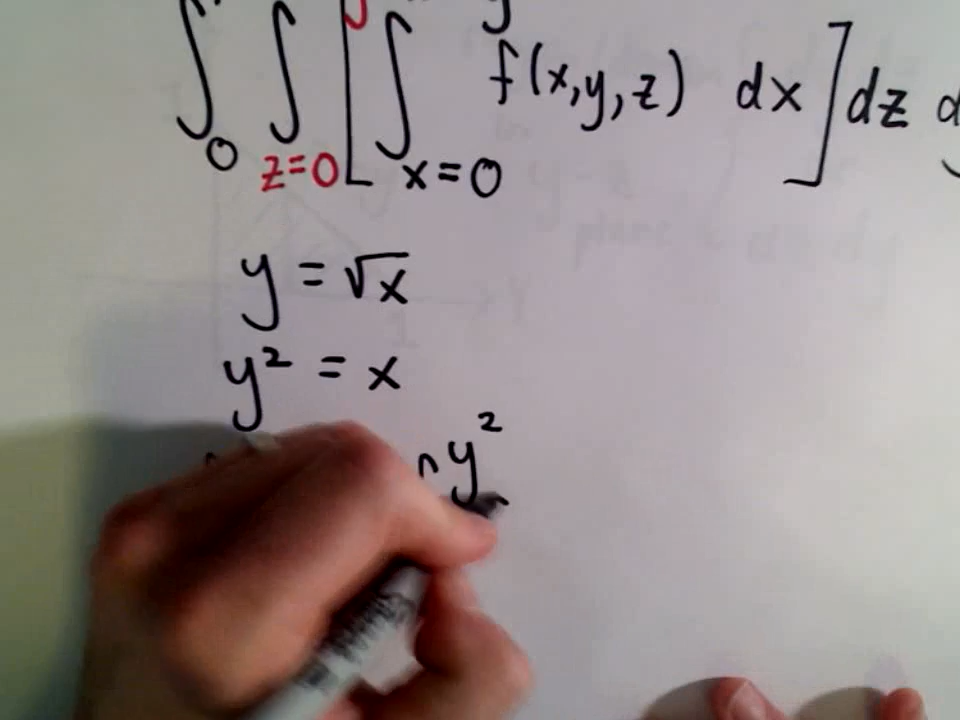 ∫₀ ∫_{z=0} [ ∫_{x=0} f(x,y,z) dx ] dz
y = √x
y² = x
y²